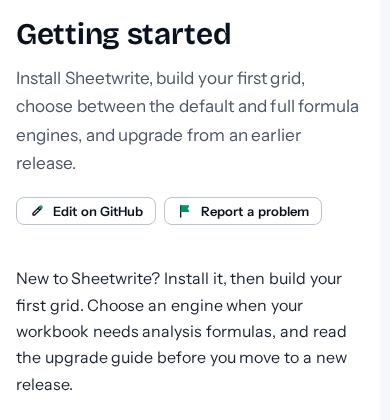 Getting started
Install Sheetwrite, build your first grid,
choose between the default and full formula
engines, and upgrade from an earlier
release.
Edit on GitHub
Report a problem
New to Sheetwrite? Install it, then build your
first grid. Choose an engine when your
workbook needs analysis formulas, and read
the upgrade guide before you move to a new
release.